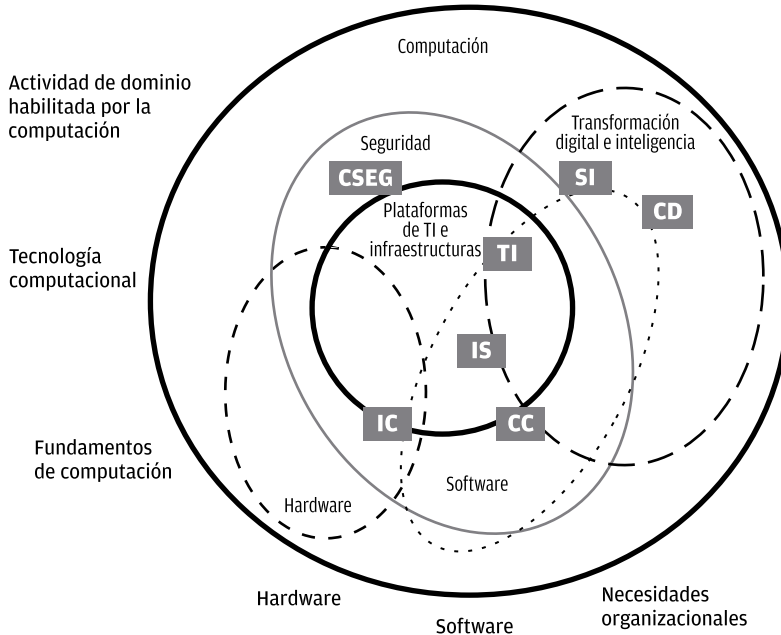 Computación
Actividad de dominio
habilitada por la
computación
Transformación
digital e inteligencia
Seguridad
CSEG
SI
CD
Plataformas
de TI e
infraestructuras
TI
Tecnología
computacional
IS
IC
CC
Fundamentos
de computación
Software
Hardware
Hardware
Software
Necesidades
organizacionales